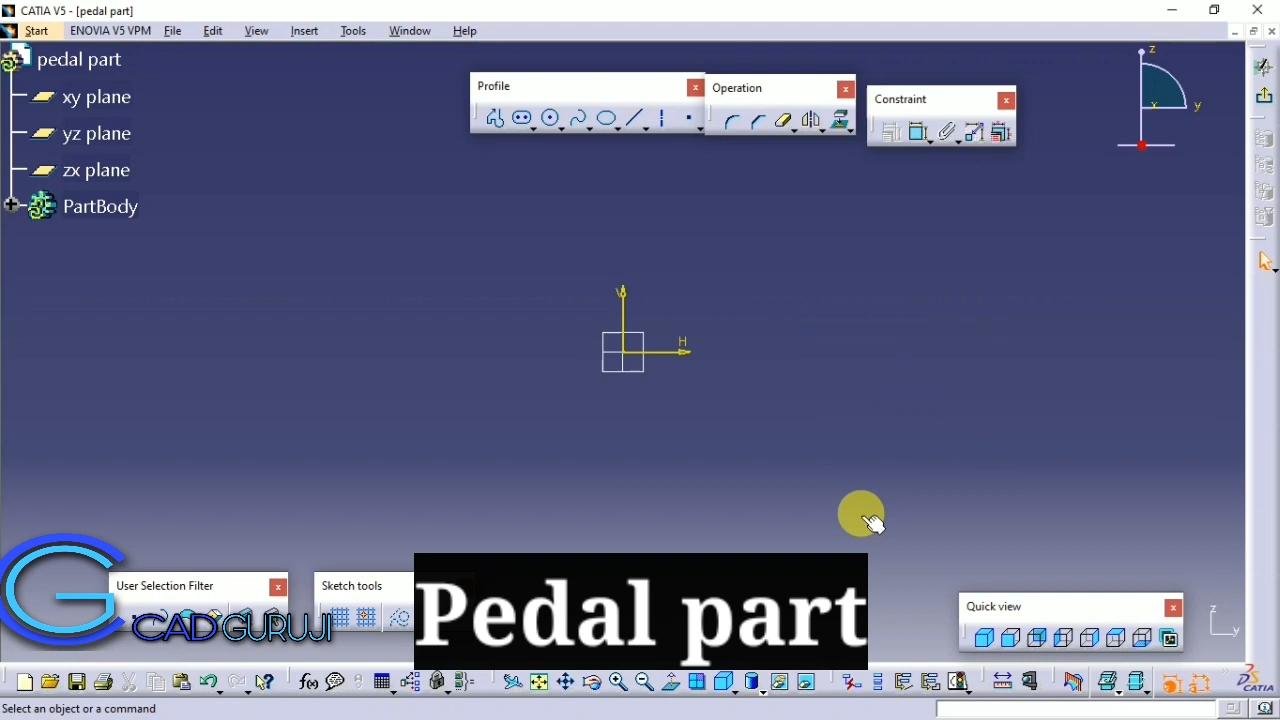 CATIA V5 - [pedal part]
Start ENOVIA V5 VPM File Edit View Insert Tools Window Help
pedal part
xy plane
yz plane
zx plane
PartBody
Profile
Operation
Constraint
z
x
y
V
H
User Selection Filter
Sketch tools
Quick view
z
y
CAD GURUJI
Pedal part
f(x)
CATIA
Select an object or a command